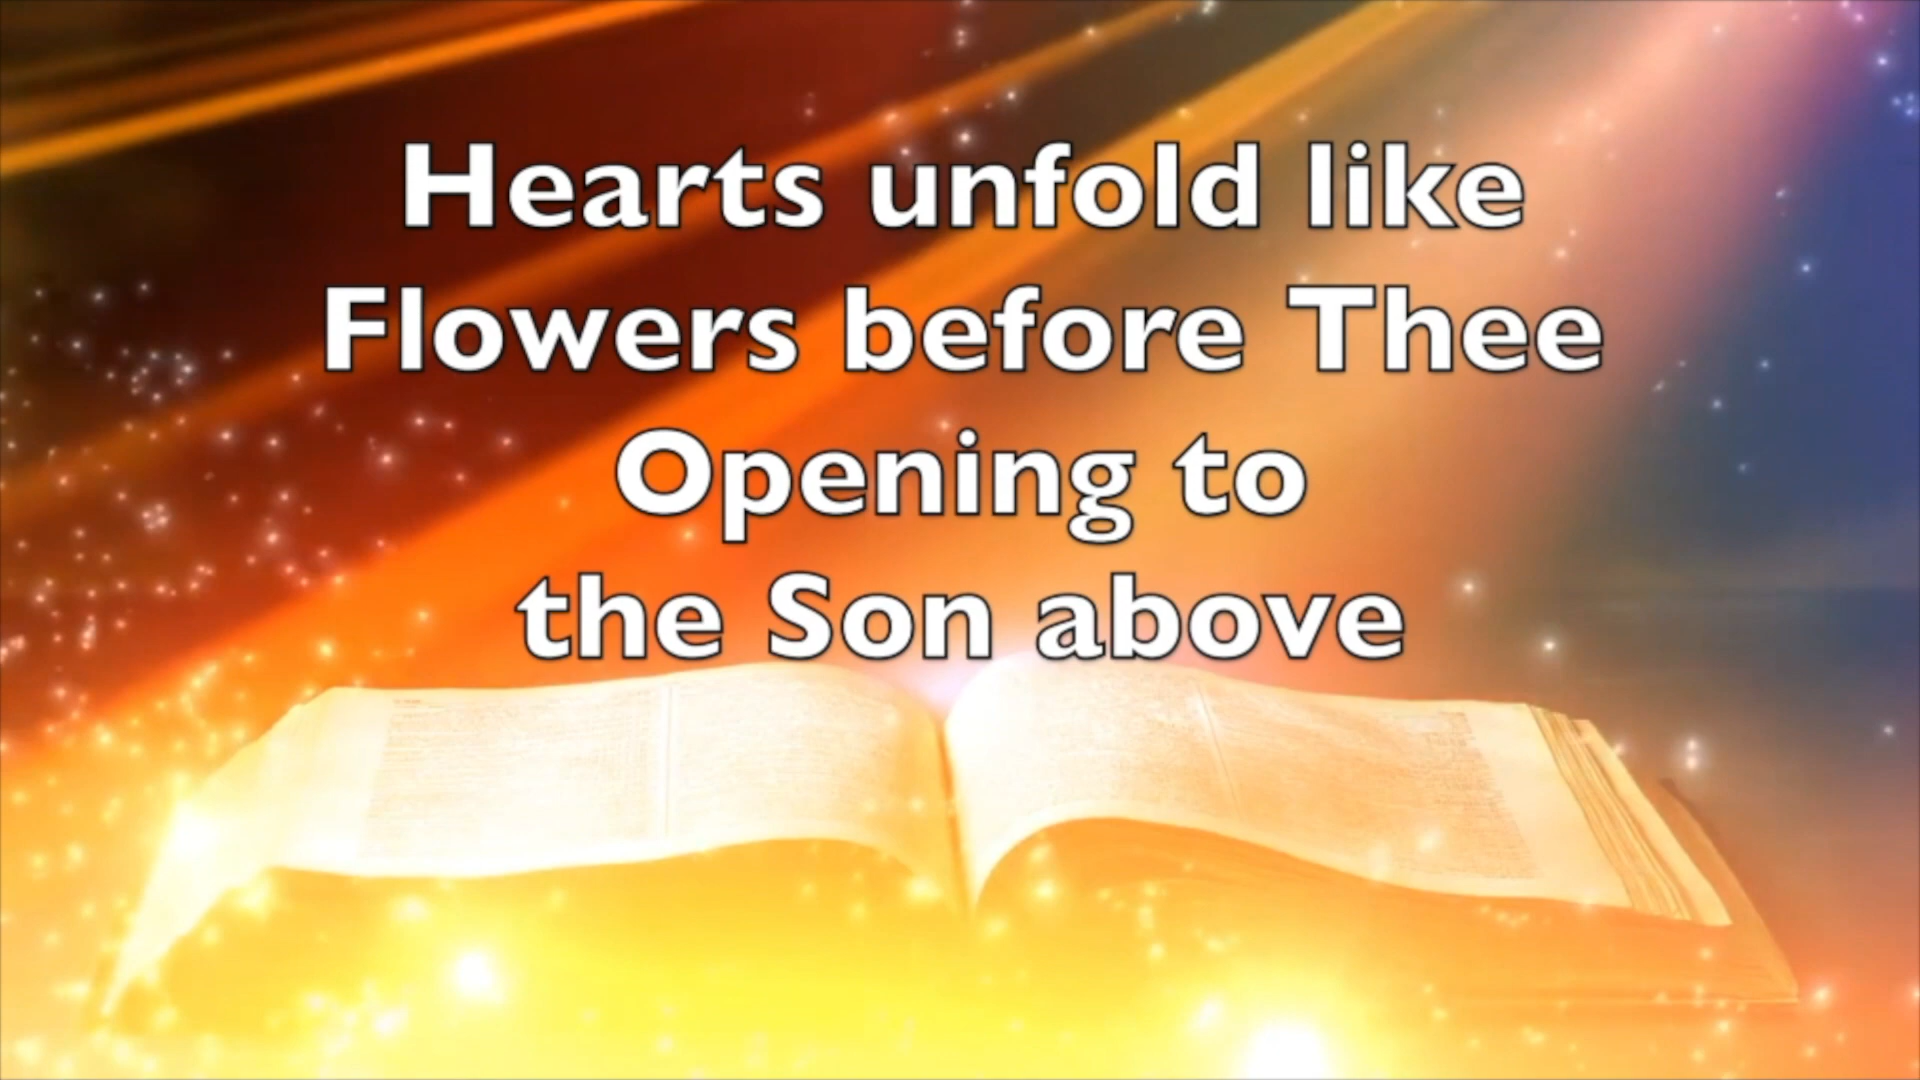 Hearts unfold like
Flowers before Thee
Opening to
the Son above